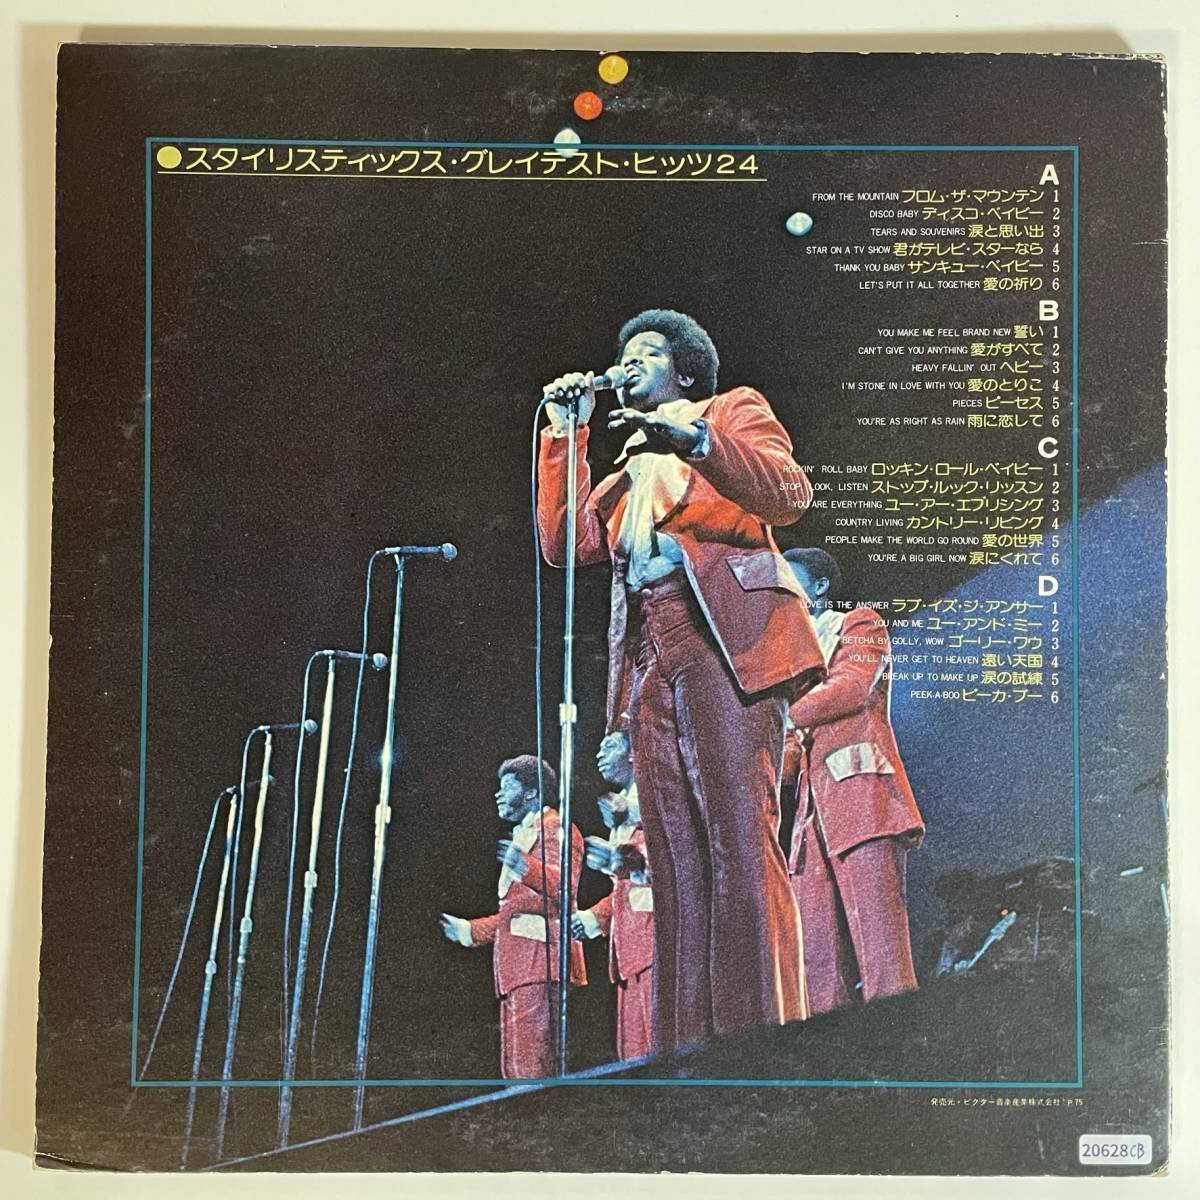 ●スタイリスティックス・グレイテスト・ヒッツ24
A
FROM THE MOUNTAIN フロム・ザ・マウンテン 1
DISCO BABY ディスコ・ベイビー 2
TEARS AND SOUVENIRS 涙と思い出 3
STAR ON A TV SHOW 君がテレビ・スターなら 4
THANK YOU BABY サンキュー・ベイビー 5
LET'S PUT IT ALL TOGETHER 愛の祈り 6
B
YOU MAKE ME FEEL BRAND NEW 誓い 1
CAN'T GIVE YOU ANYTHING 愛がすべて 2
HEAVY FALLIN' OUT ヘビー 3
I'M STONE IN LOVE WITH YOU 愛のとりこ 4
PIECES ピーセス 5
YOU'RE AS RIGHT AS RAIN 雨に恋して 6
C
ROCKIN' ROLL BABY ロッキン・ロール・ベイビー 1
STOP, LOOK, LISTEN ストップ・ルック・リッスン 2
YOU ARE EVERYTHING ユー・アー・エブリシング 3
COUNTRY LIVING カントリー・リビング 4
PEOPLE MAKE THE WORLD GO ROUND 愛の世界 5
YOU'RE A BIG GIRL NOW 涙にくれて 6
D
LOVE IS THE ANSWER ラブ・イズ・ジ・アンサー 1
YOU AND ME ユー・アンド・ミー 2
BETCHA BY GOLLY, WOW ゴーリー・ワウ 3
YOU'LL NEVER GET TO HEAVEN 遠い天国 4
BREAK UP TO MAKE UP 涙の試練 5
PEEK-A-BOO ピーカ・ブー 6
発売元・ビクター音楽産業株式会社 P.75
20628CB